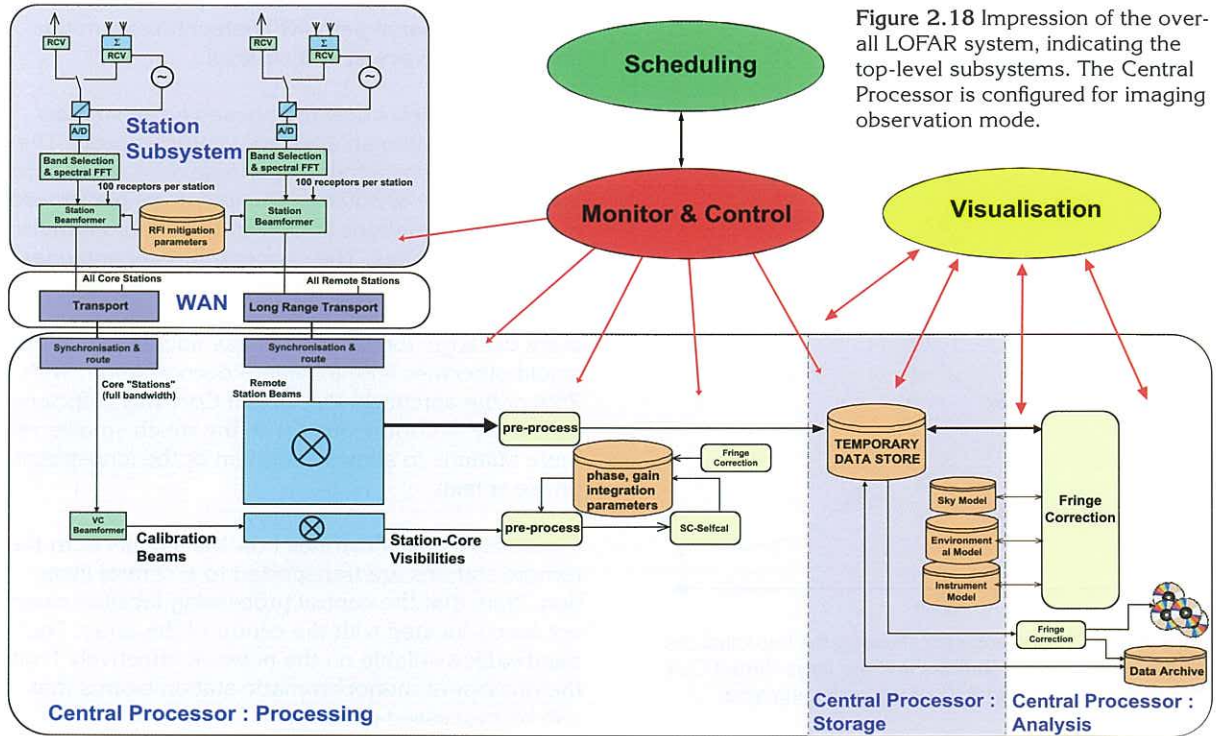 Figure 2.18 Impression of the over-
all LOFAR system, indicating the
top-level subsystems. The Central
Processor is configured for imaging
observation mode.
RCV
Σ
RCV
RCV
Σ
RCV
A/D
A/D
Station
Subsystem
Band Selection
& spectral FFT
Band Selection
& spectral FFT
100 receptors per station
100 receptors per station
Station
Beamformer
RFI mitigation
parameters
Station
Beamformer
Scheduling
Monitor & Control
Visualisation
All Core Stations
All Remote Stations
Transport
WAN
Long Range Transport
Synchronisation &
route
Synchronisation &
route
Core "Stations"
(full bandwidth)
Remote
Station Beams
pre-process
TEMPORARY
DATA STORE
phase, gain
integration
parameters
Fringe
Correction
VC
Beamformer
Calibration
Beams
Station-Core
Visibilities
pre-process
SC-Selfcal
Sky Model
Environment
al Model
Instrument
Model
Fringe
Correction
Fringe
Correction
Data Archive
Central Processor : Processing
Central Processor :
Storage
Central Processor :
Analysis